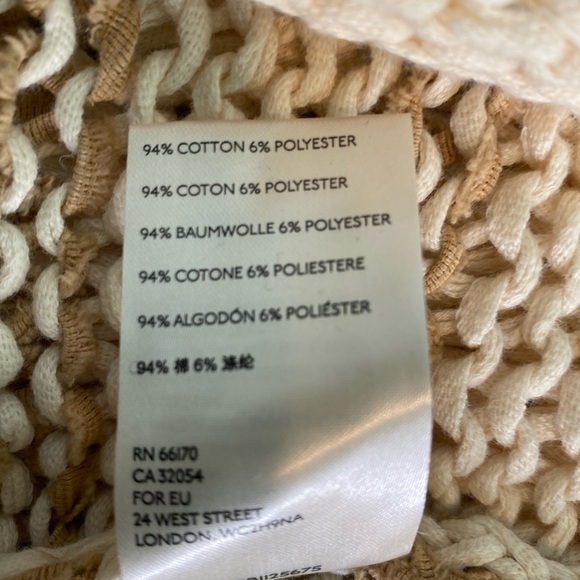 94% COTTON 6% POLYESTER
94% COTON 6% POLYESTER
94% BAUMWOLLE 6% POLYESTER
94% COTONE 6% POLIESTERE
94% ALGODÓN 6% POLIÉSTER
94% 棉 6% 涤纶
RN 66170
CA 32054
FOR EU
24 WEST STREET
LONDON, WC2H9NA